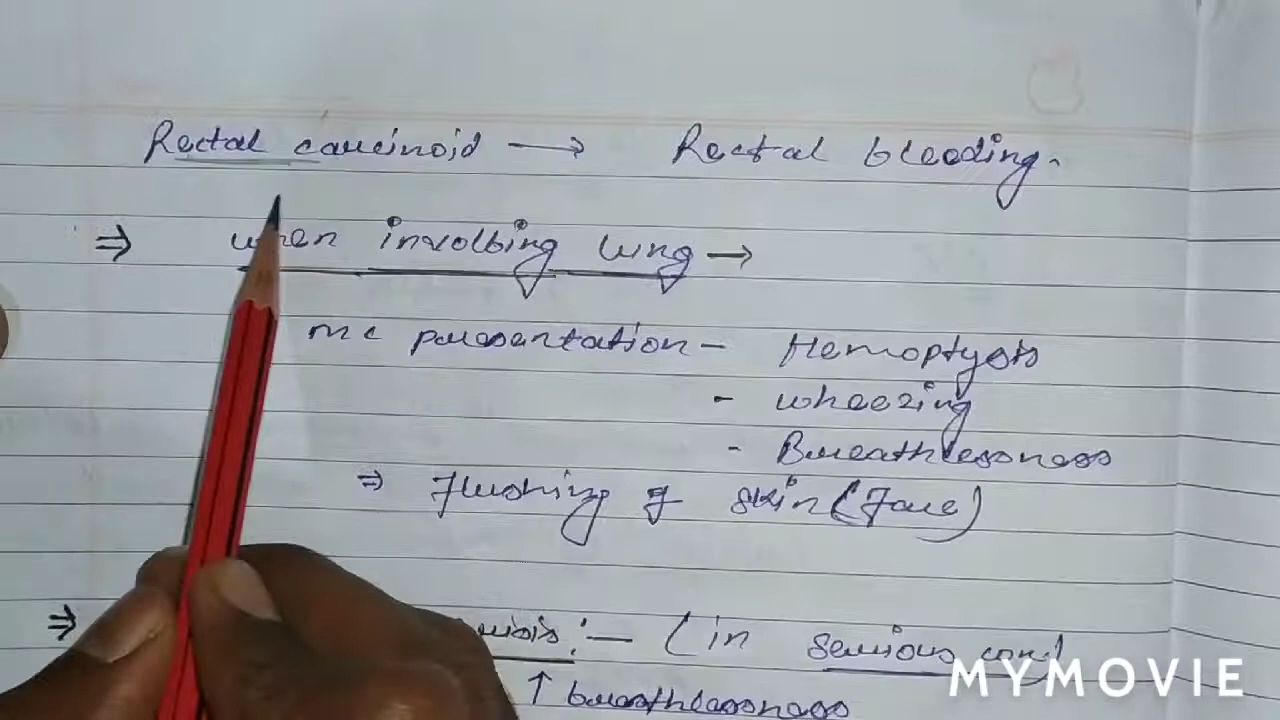 Rectal carcinoid → Rectal bleeding.
⇒ when involving lung →
mc presentation - Hemoptysis
- wheezing
- Breathlessness
⇒ flushing of skin (Face)
⇒ : — (in serious cond)
↑ breathlessness
MYMOVIE